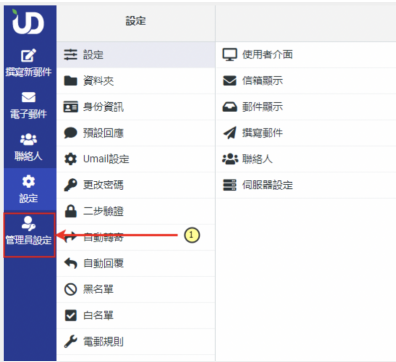 UD
撰寫新郵件
電子郵件
聯絡人
設定
管理員設定
設定
設定
資料夾
身份資訊
預設回應
Umail設定
更改密碼
二步驗證
自動轉寄
自動回覆
黑名單
白名單
電郵規則
使用者介面
信箱顯示
郵件顯示
撰寫郵件
聯絡人
伺服器設定
1